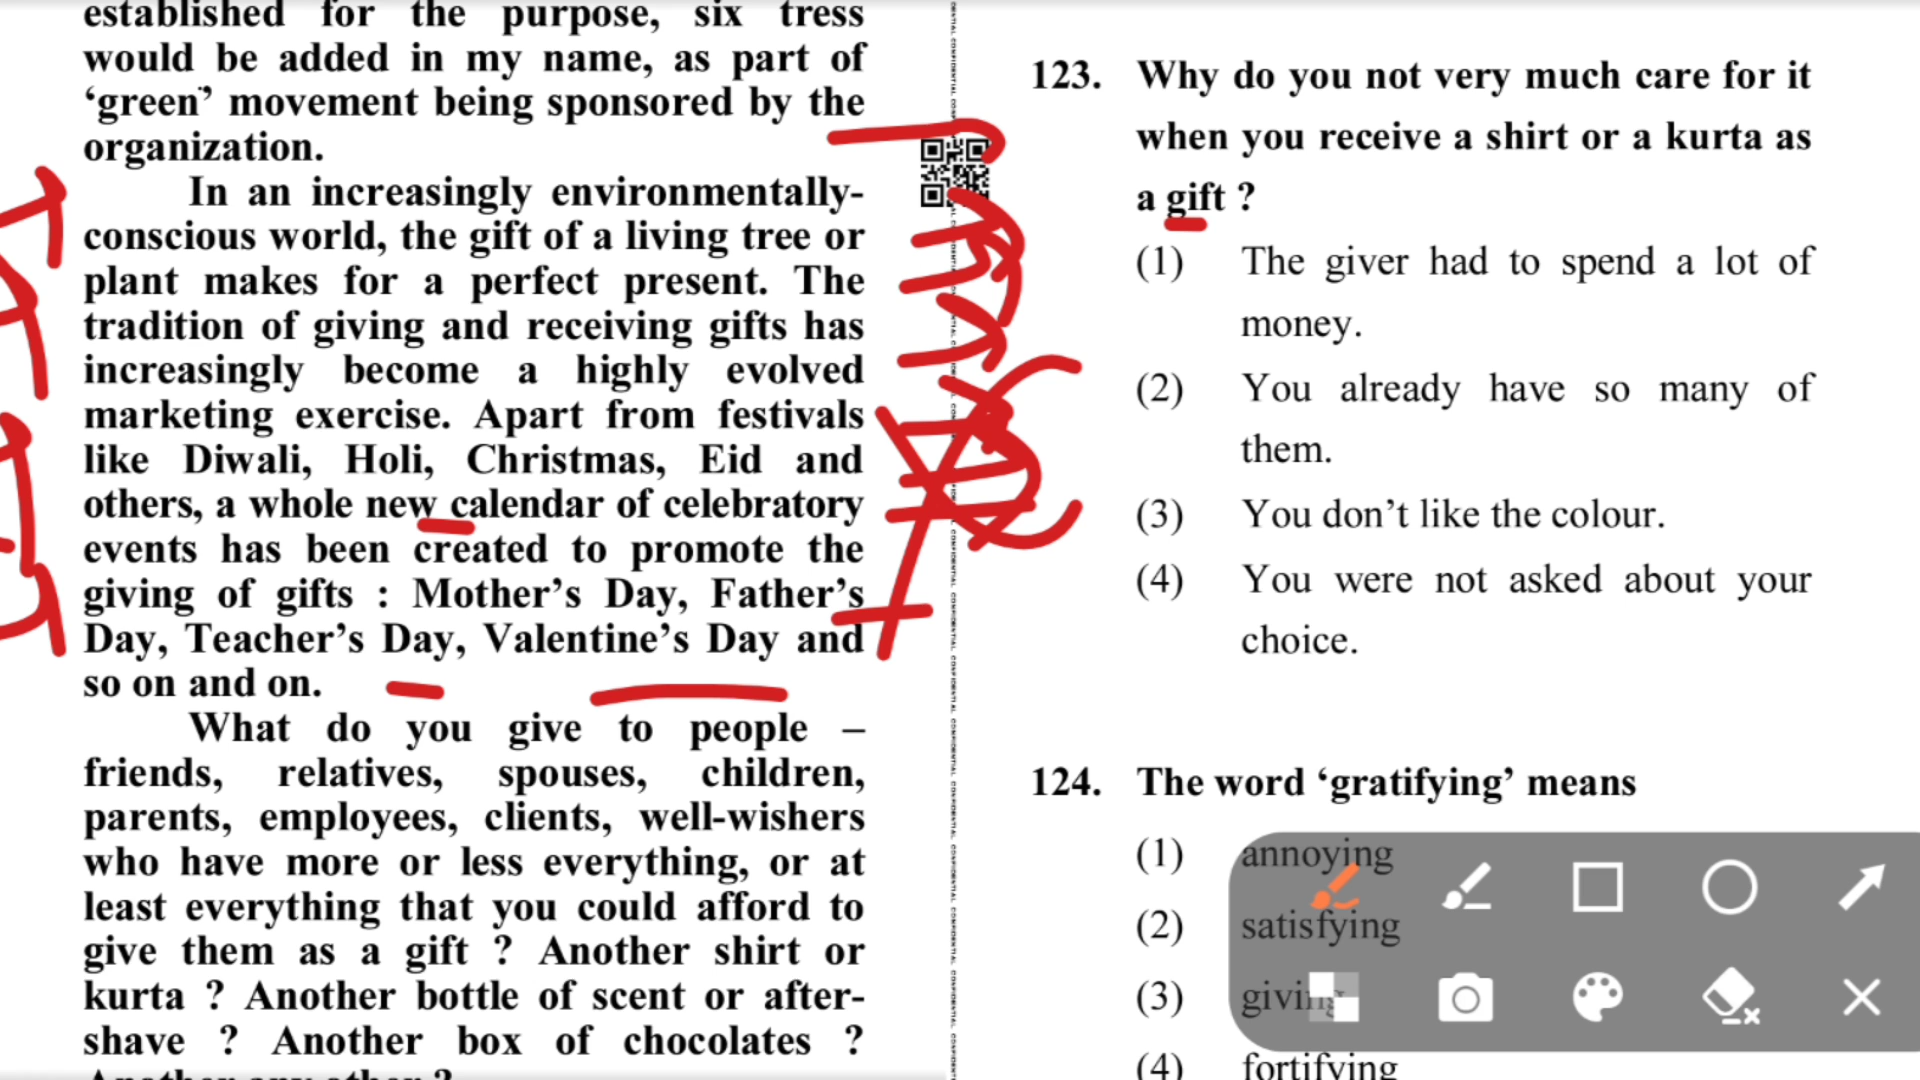 established for the purpose, six tress
would be added in my name, as part of
‘green’ movement being sponsored by the
organization.
In an increasingly environmentally-
conscious world, the gift of a living tree or
plant makes for a perfect present. The
tradition of giving and receiving gifts has
increasingly become a highly evolved
marketing exercise. Apart from festivals
like Diwali, Holi, Christmas, Eid and
others, a whole new calendar of celebratory
events has been created to promote the
giving of gifts : Mother’s Day, Father’s
Day, Teacher’s Day, Valentine’s Day and
so on and on.
What do you give to people –
friends, relatives, spouses, children,
parents, employees, clients, well-wishers
who have more or less everything, or at
least everything that you could afford to
give them as a gift ? Another shirt or
kurta ? Another bottle of scent or after-
shave ? Another box of chocolates ?
Another any other ?
123. Why do you not very much care for it
when you receive a shirt or a kurta as
a gift ?
(1) The giver had to spend a lot of
money.
(2) You already have so many of
them.
(3) You don’t like the colour.
(4) You were not asked about your
choice.
124. The word ‘gratifying’ means
(1) annoying
(2) satisfying
(3) giving
(4) fortifying